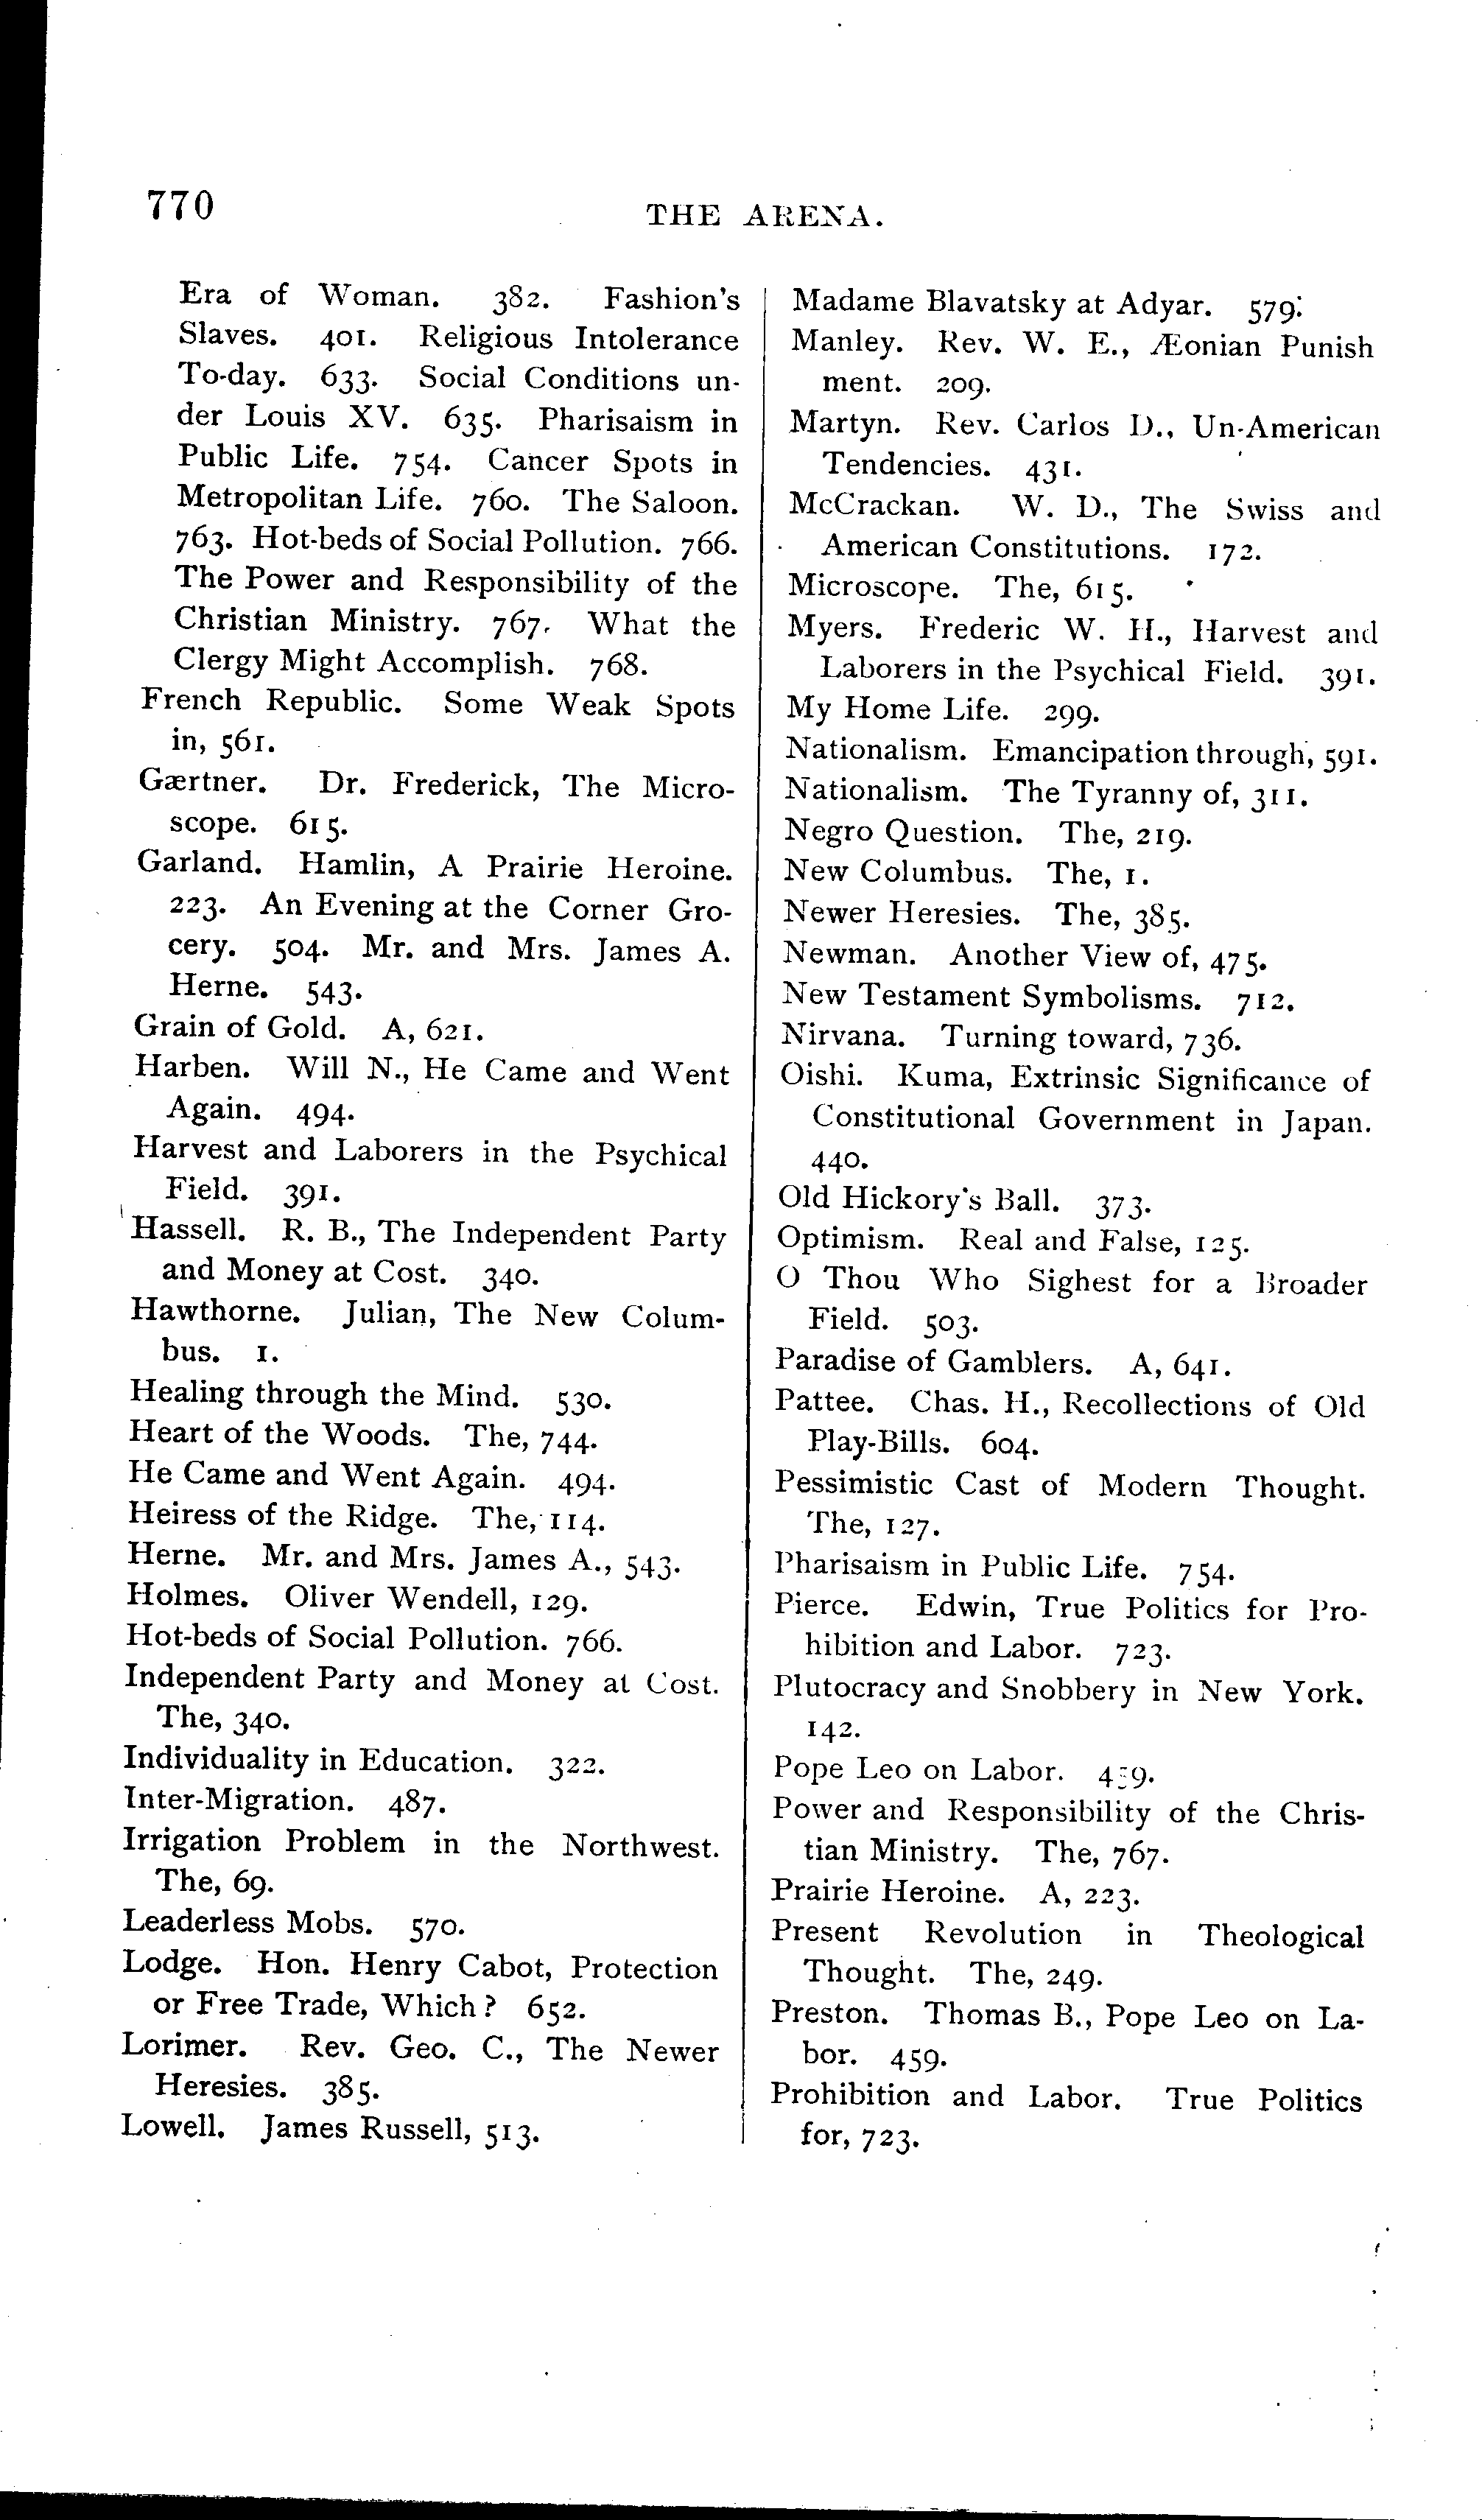 770
THE ARENA.
Era of Woman. 382. Fashion's
Slaves. 401. Religious Intolerance
To-day. 633. Social Conditions un-
der Louis XV. 635. Pharisaism in
Public Life. 754. Cancer Spots in
Metropolitan Life. 760. The Saloon.
763. Hot-beds of Social Pollution. 766.
The Power and Responsibility of the
Christian Ministry. 767. What the
Clergy Might Accomplish. 768.
French Republic. Some Weak Spots
in, 561.
Gærtner. Dr. Frederick, The Micro-
scope. 615.
Garland. Hamlin, A Prairie Heroine.
223. An Evening at the Corner Gro-
cery. 504. Mr. and Mrs. James A.
Herne. 543.
Grain of Gold. A, 621.
Harben. Will N., He Came and Went
Again. 494.
Harvest and Laborers in the Psychical
Field. 391.
Hassell. R. B., The Independent Party
and Money at Cost. 340.
Hawthorne. Julian, The New Colum-
bus. 1.
Healing through the Mind. 530.
Heart of the Woods. The, 744.
He Came and Went Again. 494.
Heiress of the Ridge. The, 114.
Herne. Mr. and Mrs. James A., 543.
Holmes. Oliver Wendell, 129.
Hot-beds of Social Pollution. 766.
Independent Party and Money at Cost.
The, 340.
Individuality in Education. 322.
Inter-Migration. 487.
Irrigation Problem in the Northwest.
The, 69.
Leaderless Mobs. 570.
Lodge. Hon. Henry Cabot, Protection
or Free Trade, Which? 652.
Lorimer. Rev. Geo. C., The Newer
Heresies. 385.
Lowell. James Russell, 513.
Madame Blavatsky at Adyar. 579.
Manley. Rev. W. E., Æonian Punish
ment. 209.
Martyn. Rev. Carlos D., Un-American
Tendencies. 431.
McCrackan. W. D., The Swiss and
American Constitutions. 172.
Microscope. The, 615.
Myers. Frederic W. H., Harvest and
Laborers in the Psychical Field. 391.
My Home Life. 299.
Nationalism. Emancipation through, 591.
Nationalism. The Tyranny of, 311.
Negro Question. The, 219.
New Columbus. The, 1.
Newer Heresies. The, 385.
Newman. Another View of, 475.
New Testament Symbolisms. 712.
Nirvana. Turning toward, 736.
Oishi. Kuma, Extrinsic Significance of
Constitutional Government in Japan.
440.
Old Hickory's Ball. 373.
Optimism. Real and False, 125.
O Thou Who Sighest for a Broader
Field. 503.
Paradise of Gamblers. A, 641.
Pattee. Chas. H., Recollections of Old
Play-Bills. 604.
Pessimistic Cast of Modern Thought.
The, 127.
Pharisaism in Public Life. 754.
Pierce. Edwin, True Politics for Pro-
hibition and Labor. 723.
Plutocracy and Snobbery in New York.
142.
Pope Leo on Labor. 459.
Power and Responsibility of the Chris-
tian Ministry. The, 767.
Prairie Heroine. A, 223.
Present Revolution in Theological
Thought. The, 249.
Preston. Thomas B., Pope Leo on La-
bor. 459.
Prohibition and Labor. True Politics
for, 723.